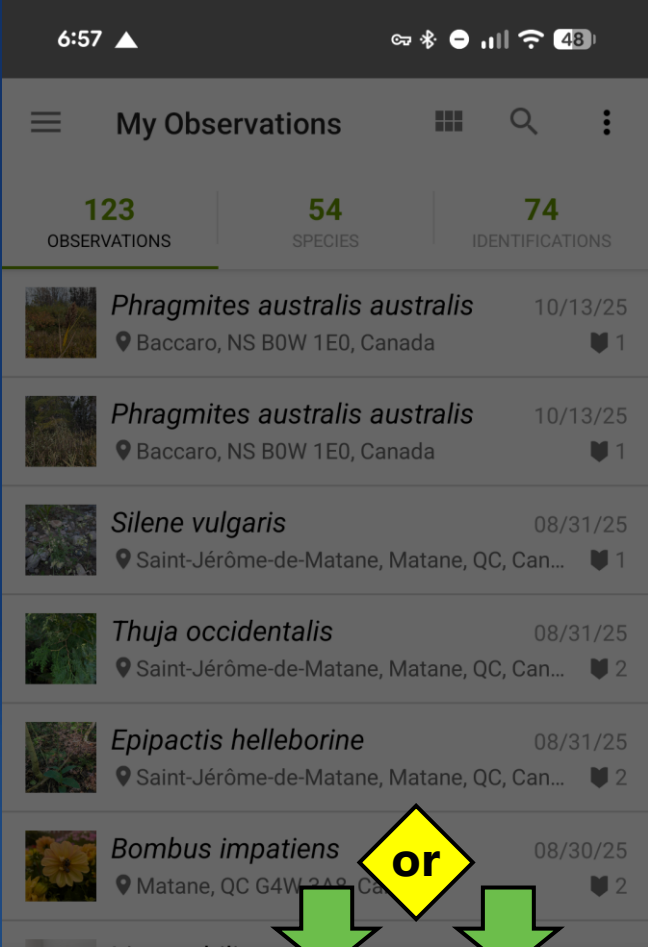 6:57
48
My Observations
123
OBSERVATIONS
54
SPECIES
74
IDENTIFICATIONS
Phragmites australis australis 10/13/25
Baccaro, NS B0W 1E0, Canada 1
Phragmites australis australis 10/13/25
Baccaro, NS B0W 1E0, Canada 1
Silene vulgaris 08/31/25
Saint-Jérôme-de-Matane, Matane, QC, Can... 1
Thuja occidentalis 08/31/25
Saint-Jérôme-de-Matane, Matane, QC, Can... 2
Epipactis helleborine 08/31/25
Saint-Jérôme-de-Matane, Matane, QC, Can... 2
Bombus impatiens 08/30/25
or
Matane, QC G4W 2